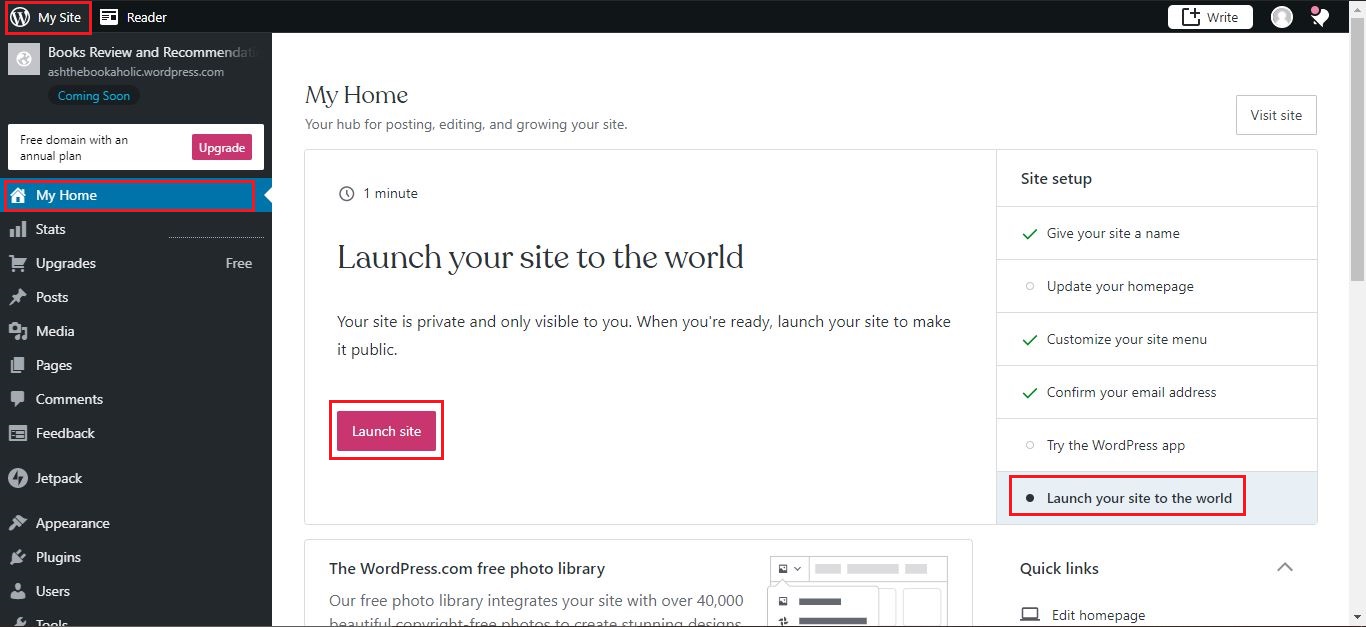 My Site
Reader
Write
Books Review and Recommendati
ashthebookaholic.wordpress.com
Coming Soon
Free domain with an
annual plan
Upgrade
My Home
Stats
Upgrades
Free
Posts
Media
Pages
Comments
Feedback
Jetpack
Appearance
Plugins
Users
Tools
My Home
Your hub for posting, editing, and growing your site.
Visit site
1 minute
Launch your site to the world
Your site is private and only visible to you. When you're ready, launch your site to make
it public.
Launch site
Site setup
Give your site a name
Update your homepage
Customize your site menu
Confirm your email address
Try the WordPress app
Launch your site to the world
The WordPress.com free photo library
Our free photo library integrates your site with over 40,000
beautiful copyright-free photos to create stunning designs.
Quick links
Edit homepage